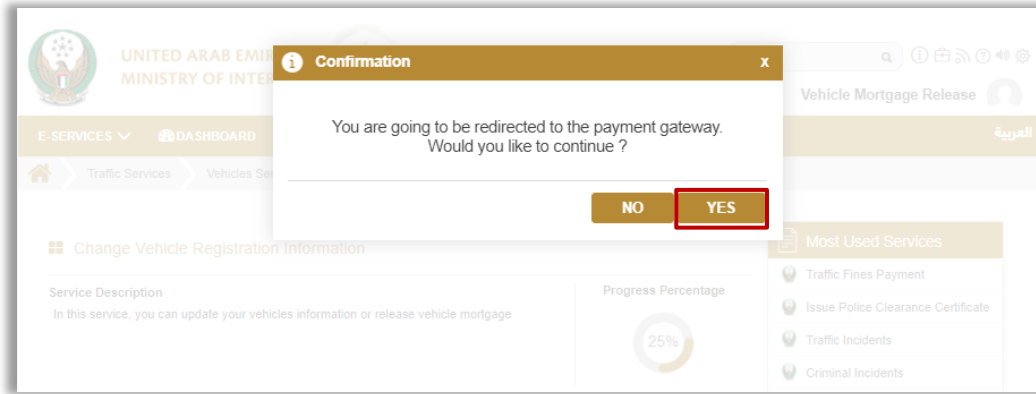 UNITED ARAB EMIR
MINISTRY OF INTER
Vehicle Mortgage Release
E-SERVICES
DASHBOARD
العربية
Traffic Services
Vehicles Se
Confirmation
x
You are going to be redirected to the payment gateway.
Would you like to continue ?
NO
YES
Change Vehicle Registration Information
Service Description
In this service, you can update your vehicles information or release vehicle mortgage
Progress Percentage
25%
Most Used Services
Traffic Fines Payment
Issue Police Clearance Certificate
Traffic Incidents
Criminal Incidents